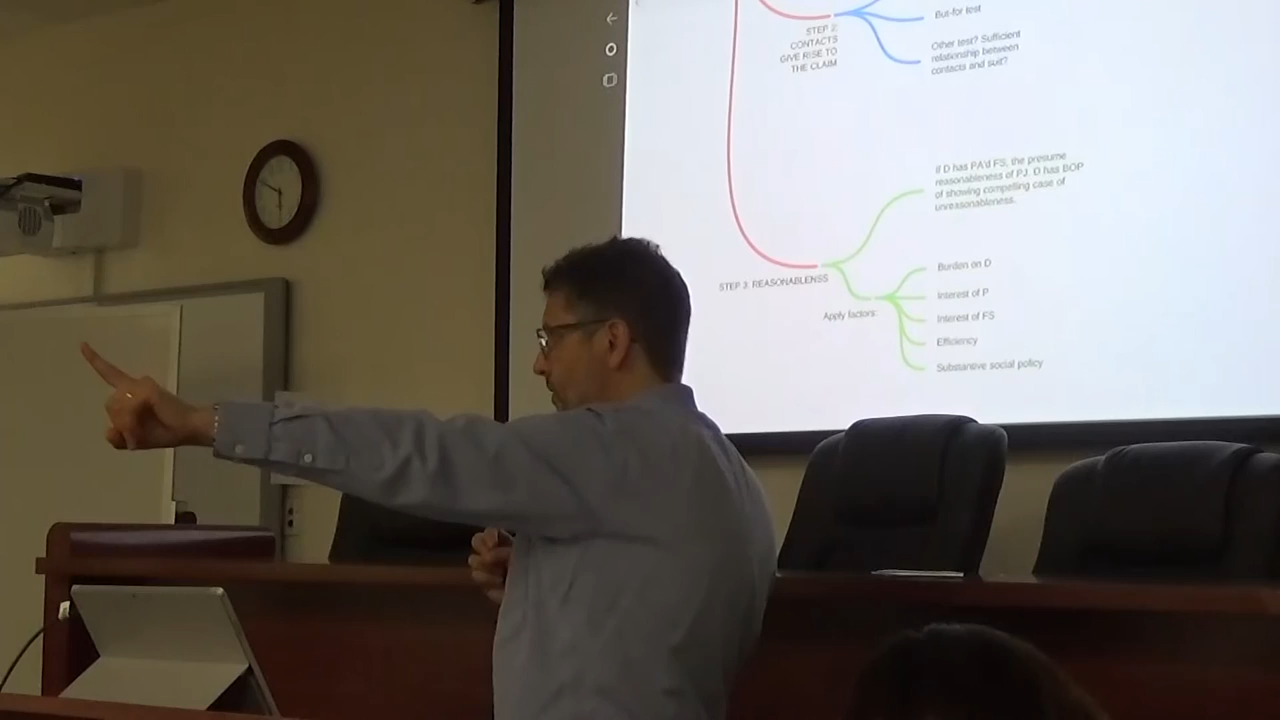 But-for test
STEP 2:
CONTACTS
GIVE RISE TO
THE CLAIM
Other test? Sufficient
relationship between
contacts and suit?
If D has PA'd FS, the presume
reasonableness of PJ. D has BOP
of showing compelling case of
unreasonableness.
STEP 3: REASONABLENSS
Burden on D
Interest of P
Apply factors:
Interest of FS
Efficiency
Substantive social policy